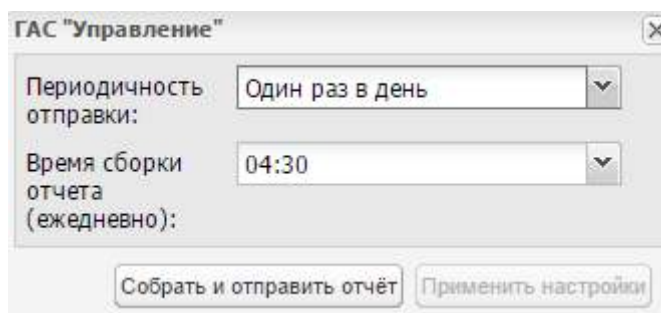 ГАС "Управление"
Периодичность
отправки:
Один раз в день
Время сборки
отчета
(ежедневно):
04:30
Собрать и отправить отчёт
Применить настройки